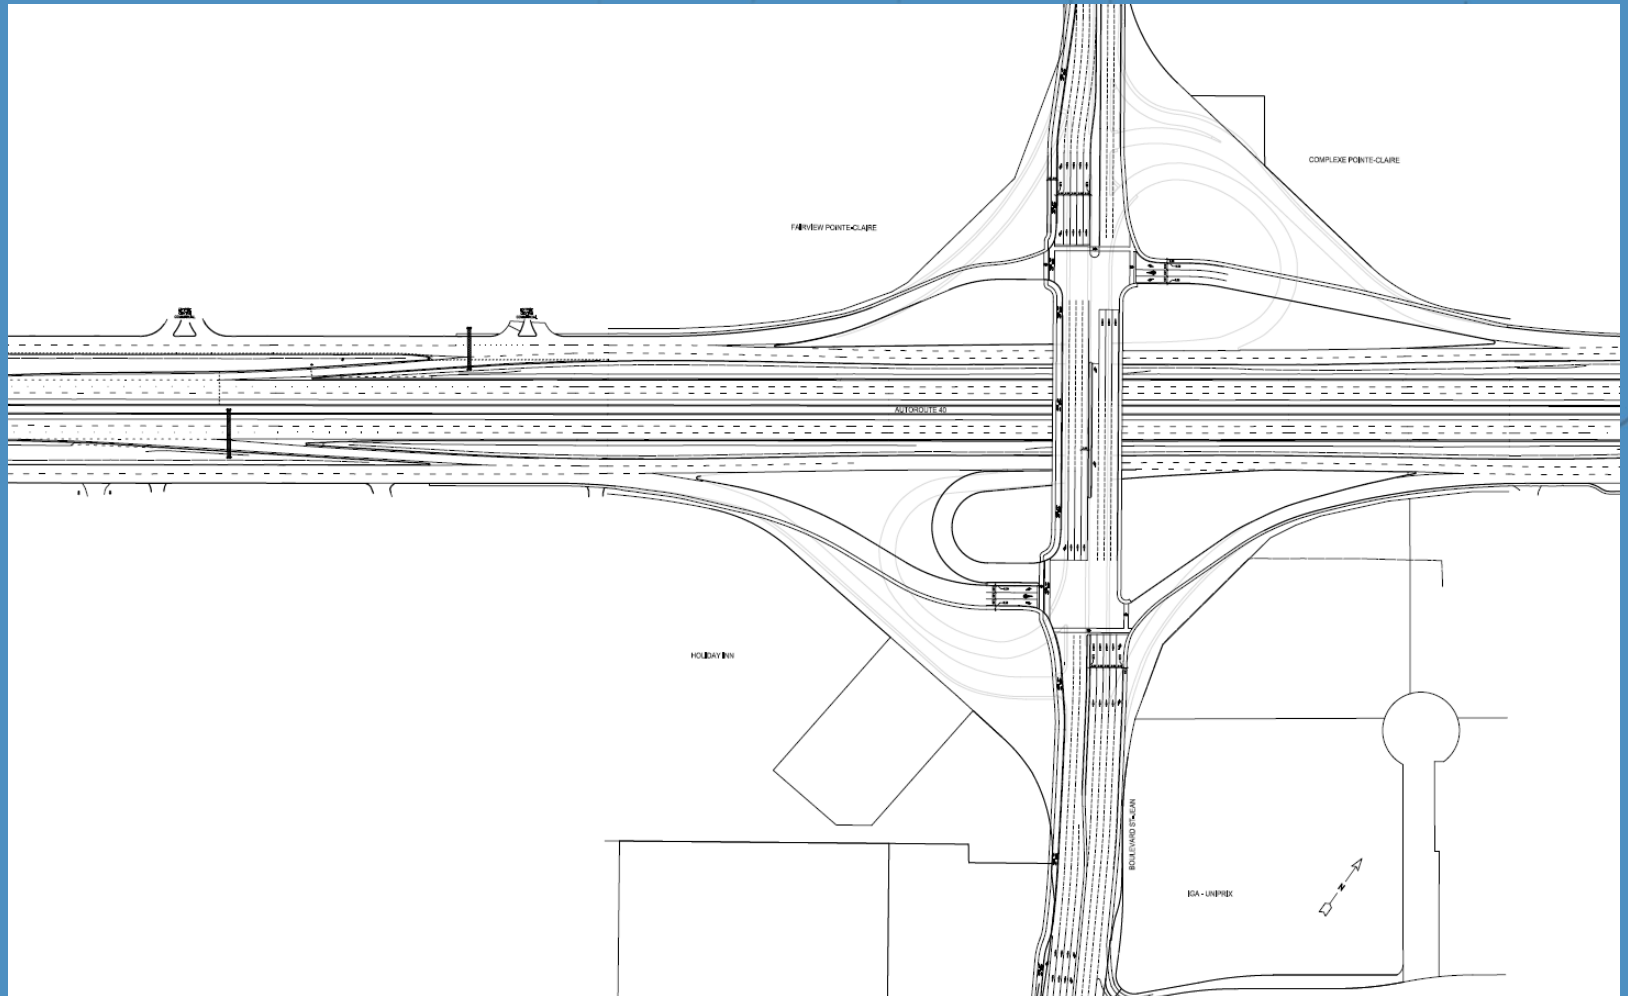 COMPLEXE POINTE-CLAIRE
FAIRVIEW POINTE-CLAIRE
AUTOROUTE 40
HOLIDAY INN
BOULEVARD ST-JEAN
N
IGA - UNIPRIX